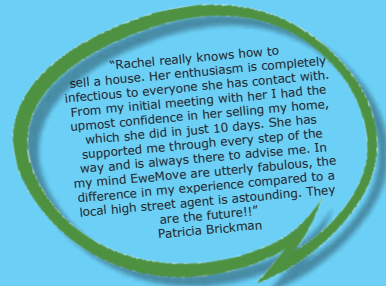 “Rachel really knows how to
sell a house. Her enthusiasm is completely
infectious to everyone she has contact with.
From my initial meeting with her I had the
upmost confidence in her selling my home,
which she did in just 10 days. She has
supported me through every step of the
way and is always there to advise me. In
my mind EweMove are utterly fabulous, the
difference in my experience compared to a
local high street agent is astounding. They
are the future!!”
Patricia Brickman